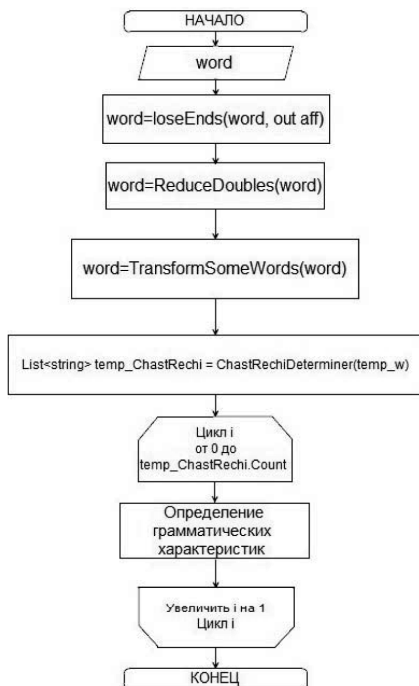 НАЧАЛО
word
word=loseEnds(word, out aff)
word=ReduceDoubles(word)
word=TransformSomeWords(word)
List<string> temp_ChastRechi = ChastRechiDeterminer(temp_w)
Цикл i
от 0 до
temp_ChastRechi.Count
Определение
грамматических
характеристик
Увеличить i на 1
Цикл i
КОНЕЦ